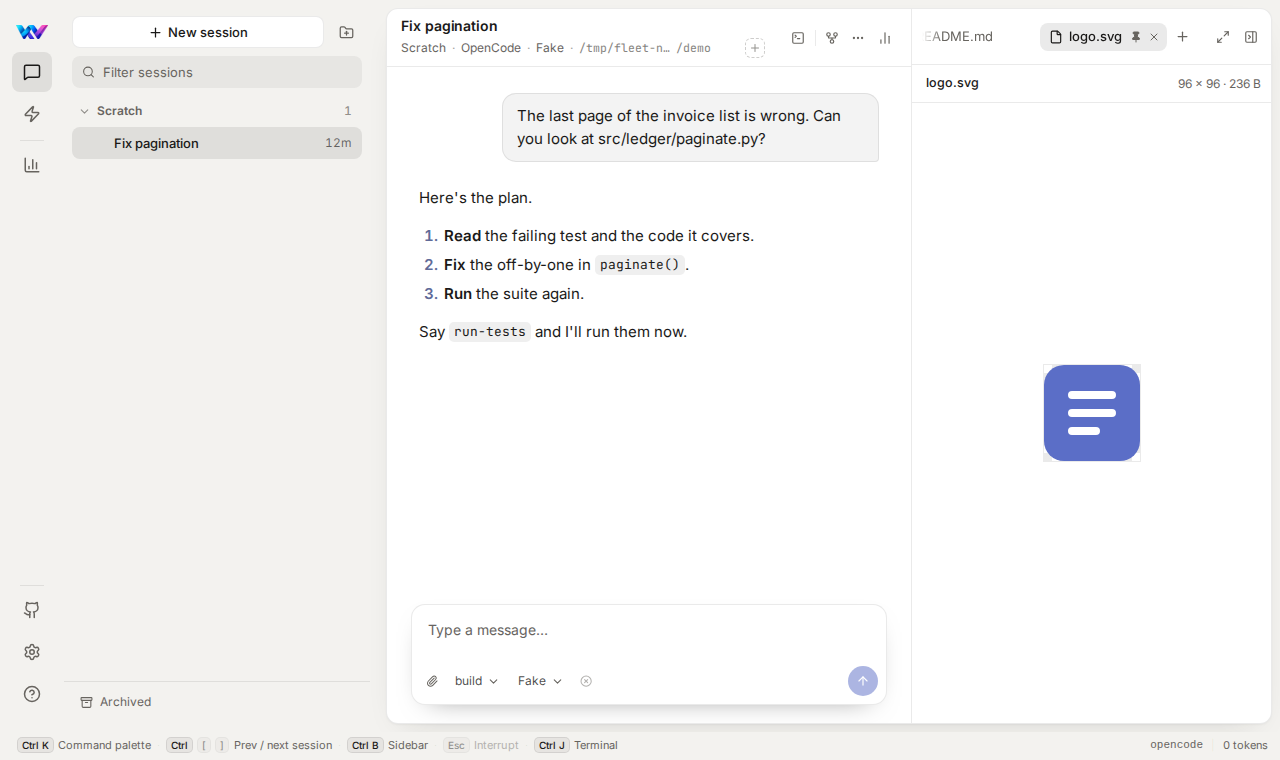 New session
Filter sessions
Scratch 1
Fix pagination 12m
Archived
Fix pagination
Scratch · OpenCode · Fake · /tmp/fleet-n… /demo
The last page of the invoice list is wrong. Can
you look at src/ledger/paginate.py?
Here's the plan.
1. Read the failing test and the code it covers.
2. Fix the off-by-one in paginate().
3. Run the suite again.
Say run-tests and I'll run them now.
Type a message...
build Fake
EADME.md logo.svg
logo.svg 96 × 96 · 236 B
Ctrl K Command palette Ctrl [ ] Prev / next session Ctrl B Sidebar Esc Interrupt Ctrl J Terminal opencode 0 tokens